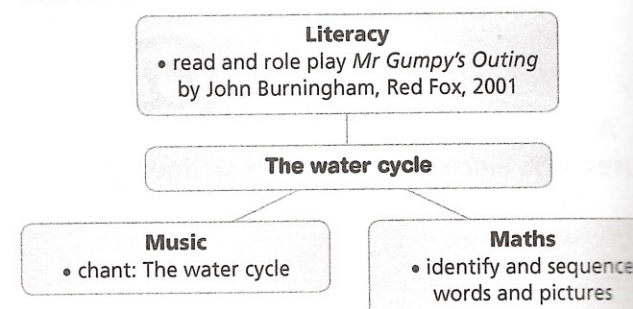 Literacy
• read and role play Mr Gumpy's Outing
by John Burningham, Red Fox, 2001
The water cycle
Music
• chant: The water cycle
Maths
• identify and sequence
words and pictures